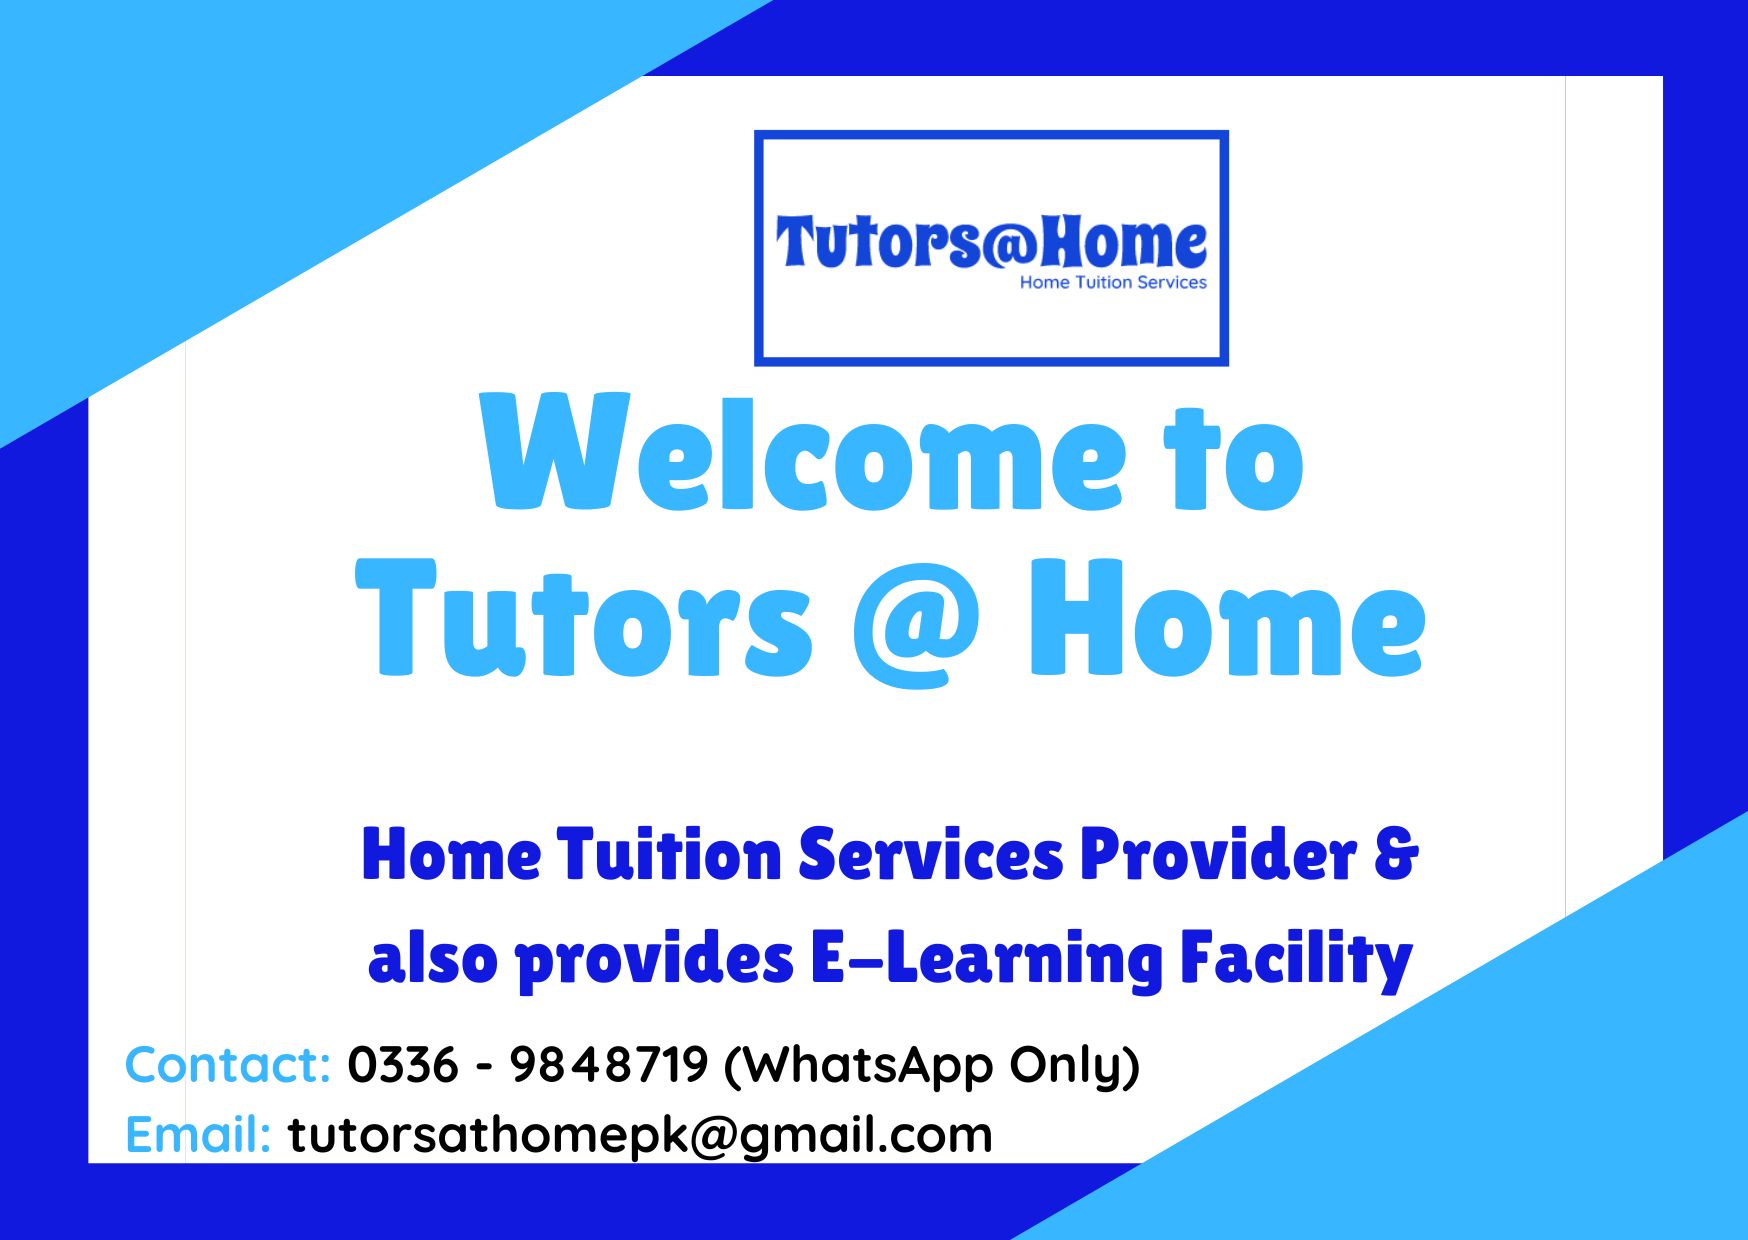 Tutors@Home
Home Tuition Services
Welcome to
Tutors @ Home
Home Tuition Services Provider &
also provides E-Learning Facility
Contact: 0336 - 9848719 (WhatsApp Only)
Email: tutorsathomepk@gmail.com